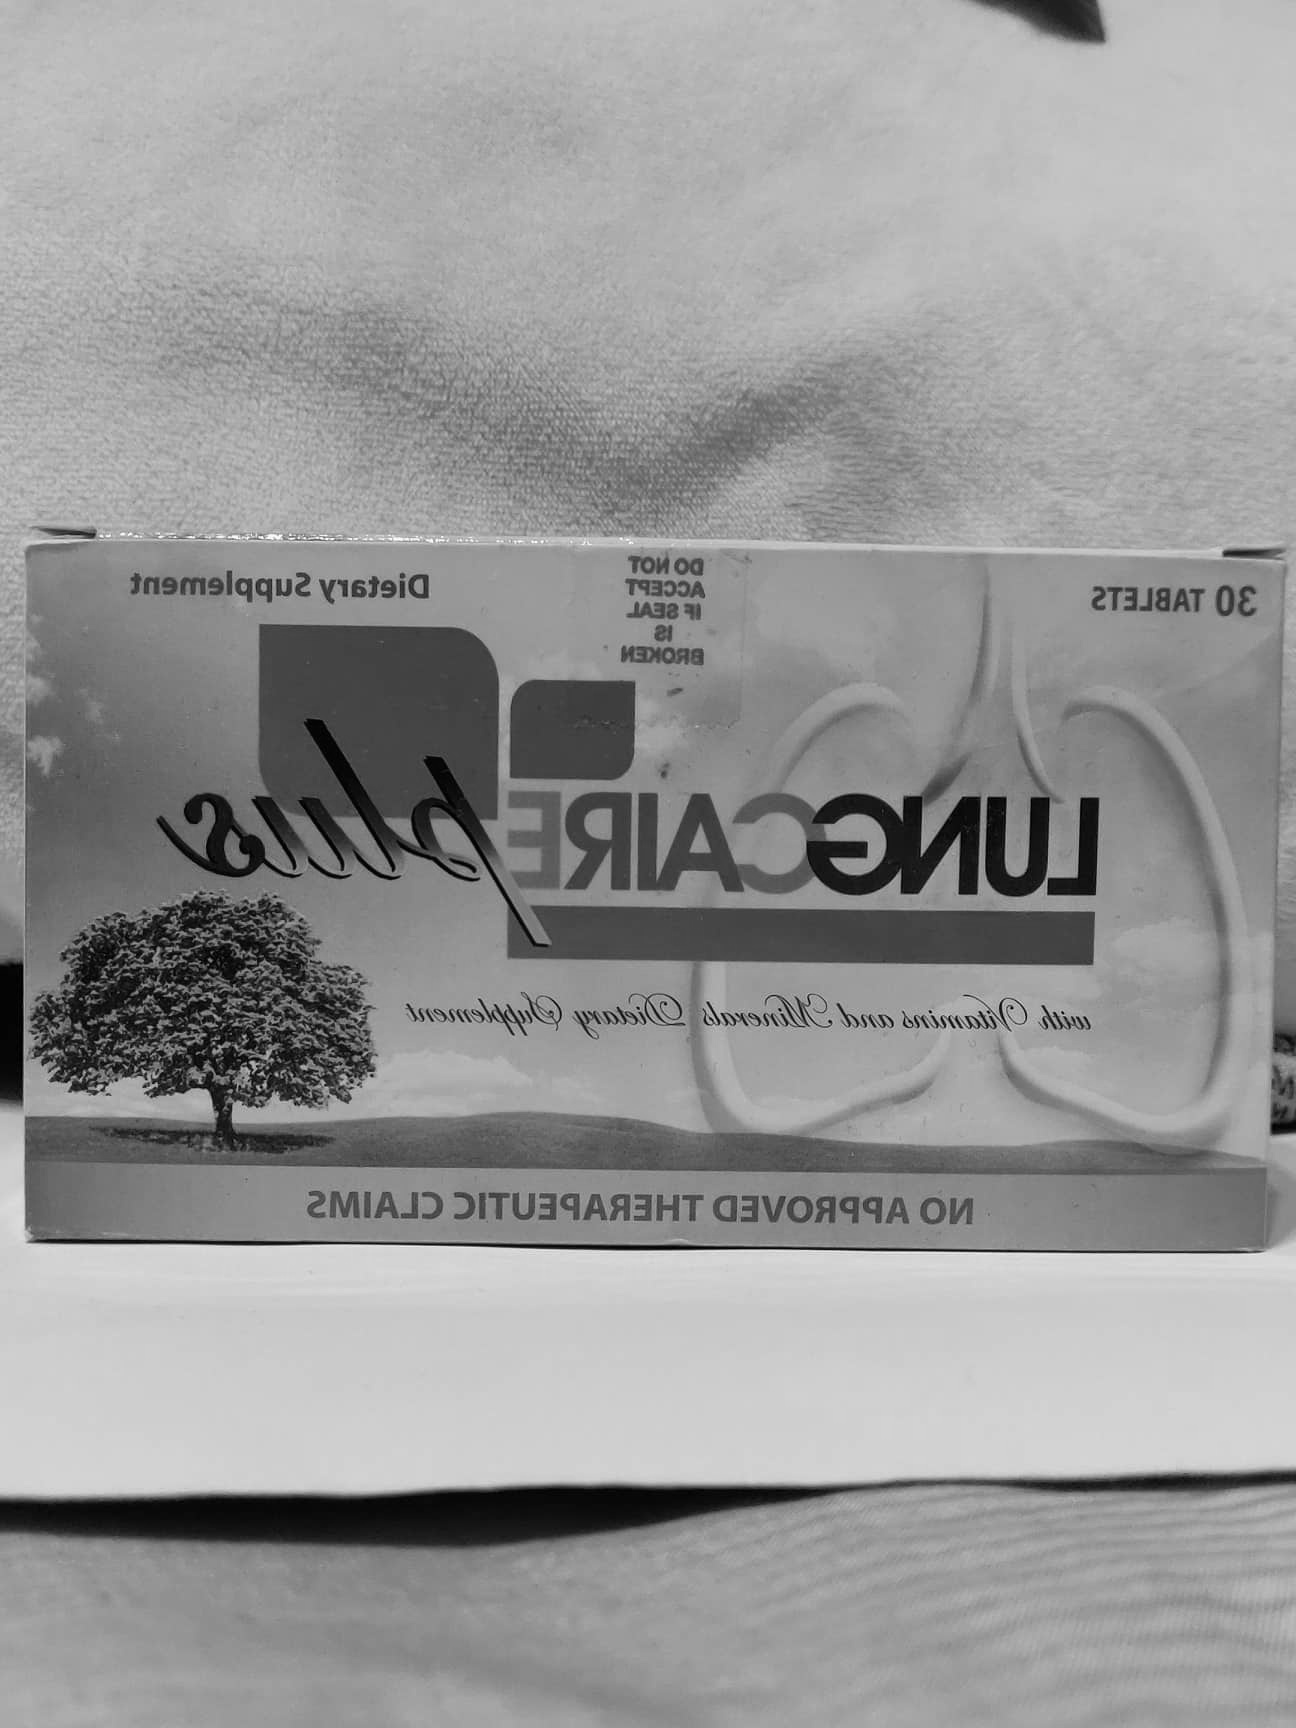 30 TABLETS
DO NOT
ACCEPT
IF SEAL
IS
BROKEN
Dietary Supplement
LUNGCAIRE plus
with Vitamins and Minerals Dietary Supplement
NO APPROVED THERAPEUTIC CLAIMS